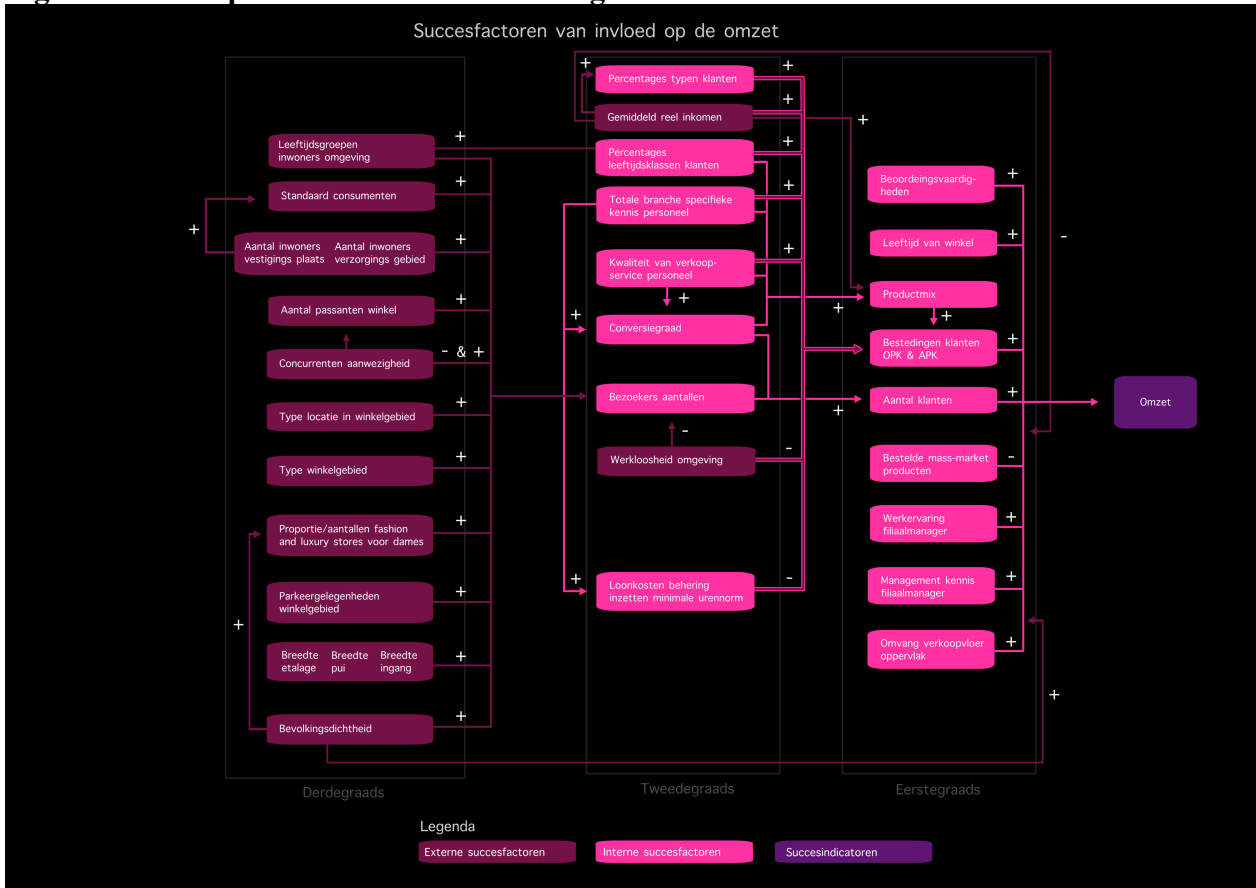 Succesfactoren van invloed op de omzet
Leeftijdsgroepen
inwoners omgeving
+
Standaard consumenten
+
+
Aantal inwoners Aantal inwoners
vestigings plaats verzorgings gebied
+
Aantal passanten winkel
+
Concurrenten aanwezigheid
- & +
Type locatie in winkelgebied
+
Type winkelgebied
+
Proportie/aantallen fashion
and luxury stores voor dames
+
Parkeergelegenheden
winkelgebied
+
+
Breedte Breedte Breedte
etalage pui ingang
+
Bevolkingsdichtheid
+
Derdegraads
+
Percentages typen klanten
+
Gemiddeld reel inkomen
+
+
Percentages
leeftijdsklassen klanten
+
Totale branche specifieke
kennis personeel
+
Kwaliteit van verkoop-
service personeel
+
+
+
Conversiegraad
Bezoekers aantallen
-
Werkloosheid omgeving
-
+
Loonkosten behering
inzetten minimale urennorm
-
Tweedegraads
Beoordeingsvaardig-
heden
+
Leeftijd van winkel
+
-
Productmix
+
+
Bestedingen klanten
OPK & APK
+
Aantal klanten
+
+
Bestelde mass-market
producten
-
Werkervaring
filiaalmanager
+
Management kennis
filiaalmanager
+
Omvang verkoopvloer
oppervlak
+
+
Eerstegraads
Omzet
Legenda
Externe succesfactoren
Interne succesfactoren
Succesindicatoren